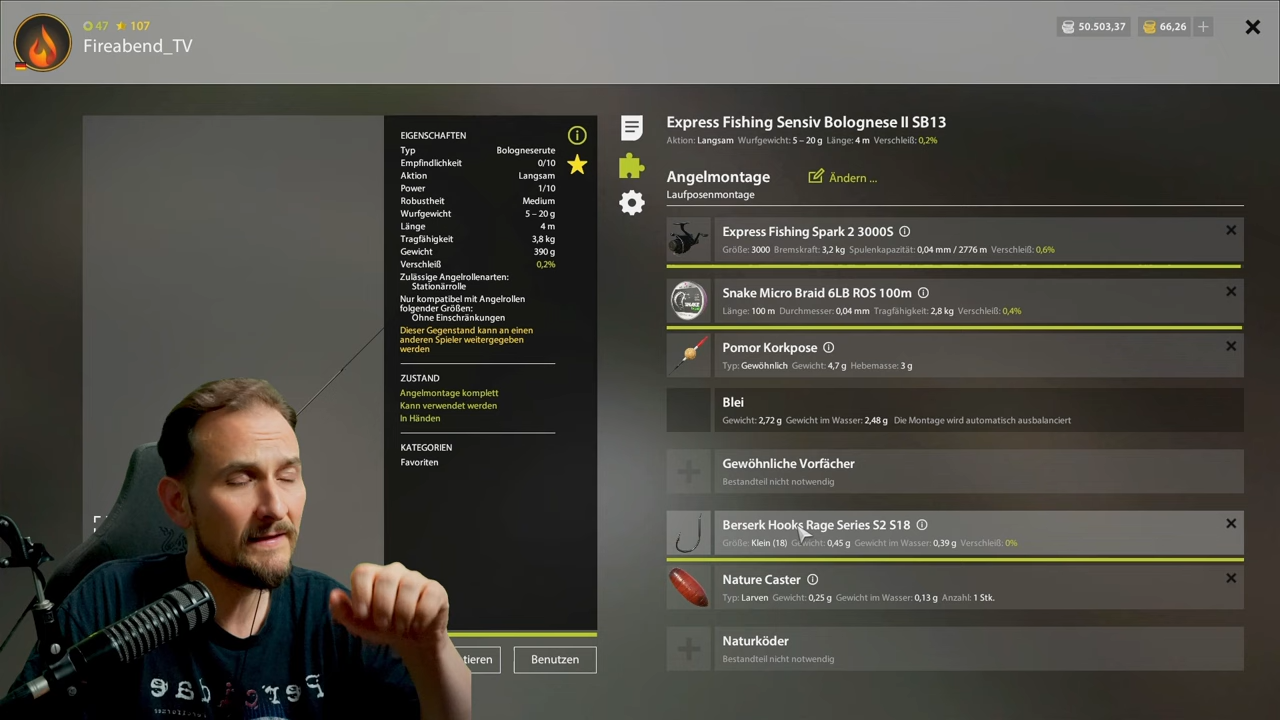 47 107
Fireabend_TV
50.503,37 66,26
EIGENSCHAFTEN
Typ Bologneserute
Empfindlichkeit 0/10
Aktion Langsam
Power 1/10
Robustheit Medium
Wurfgewicht 5 – 20 g
Länge 4 m
Tragfähigkeit 3,8 kg
Gewicht 390 g
Verschleiß 0,2%
Zulässige Angelrollenarten:
Stationärrolle
Nur kompatibel mit Angelrollen
folgender Größen:
Ohne Einschränkungen
Dieser Gegenstand kann an einen
anderen Spieler weitergegeben
werden
ZUSTAND
Angelmontage komplett
Kann verwendet werden
In Händen
KATEGORIEN
Favoriten
tieren Benutzen
Express Fishing Sensiv Bolognese II SB13
Aktion: Langsam Wurfgewicht: 5 – 20 g Länge: 4 m Verschleiß: 0,2%
Angelmontage Ändern ...
Laufposenmontage
Express Fishing Spark 2 3000S
Größe: 3000 Bremskraft: 3,2 kg Spulenkapazität: 0,04 mm / 2776 m Verschleiß: 0,6%
Snake Micro Braid 6LB ROS 100m
Länge: 100 m Durchmesser: 0,04 mm Tragfähigkeit: 2,8 kg Verschleiß: 0,4%
Pomor Korkpose
Typ: Gewöhnlich Gewicht: 4,7 g Hebemasse: 3 g
Blei
Gewicht: 2,72 g Gewicht im Wasser: 2,48 g Die Montage wird automatisch ausbalanciert
Gewöhnliche Vorfächer
Bestandteil nicht notwendig
Berserk Hooks Rage Series S2 S18
Größe: Klein (18) Gewicht: 0,45 g Gewicht im Wasser: 0,39 g Verschleiß: 0%
Nature Caster
Typ: Larven Gewicht: 0,25 g Gewicht im Wasser: 0,13 g Anzahl: 1 Stk.
Naturköder
Bestandteil nicht notwendig